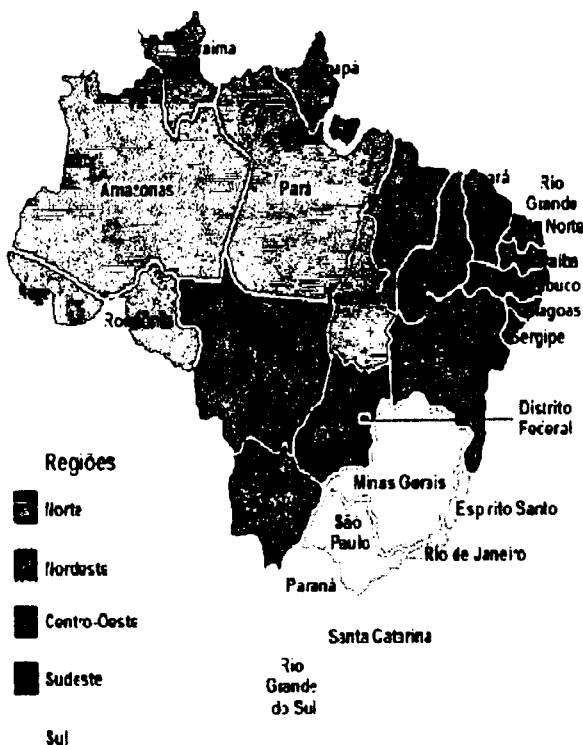 Amazonas
Pará
Rio
Grande
Norte
Sergipe
Distrito
Federal
Minas Gerais
Espírito Santo
São
Paulo
Rio de Janeiro
Paraná
Santa Catarina
Rio
Grande
do Sul
Regiões
Norte
Nordeste
Centro-Oeste
Sudeste
Sul